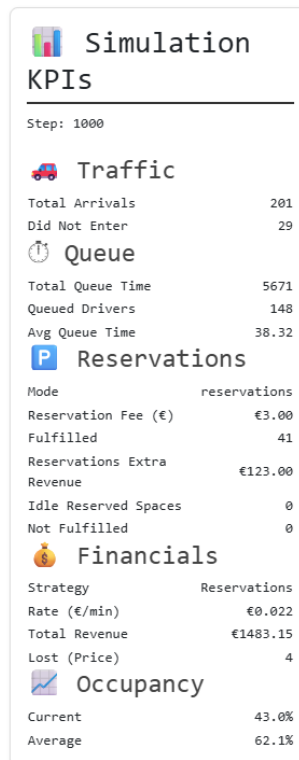 Simulation
KPIs
Step: 1000
Traffic
Total Arrivals 201
Did Not Enter 29
Queue
Total Queue Time 5671
Queued Drivers 148
Avg Queue Time 38.32
P Reservations
Mode reservations
Reservation Fee (€) €3.00
Fulfilled 41
Reservations Extra
Revenue €123.00
Idle Reserved Spaces 0
Not Fulfilled 0
Financials
Strategy Reservations
Rate (€/min) €0.022
Total Revenue €1483.15
Lost (Price) 4
Occupancy
Current 43.0%
Average 62.1%